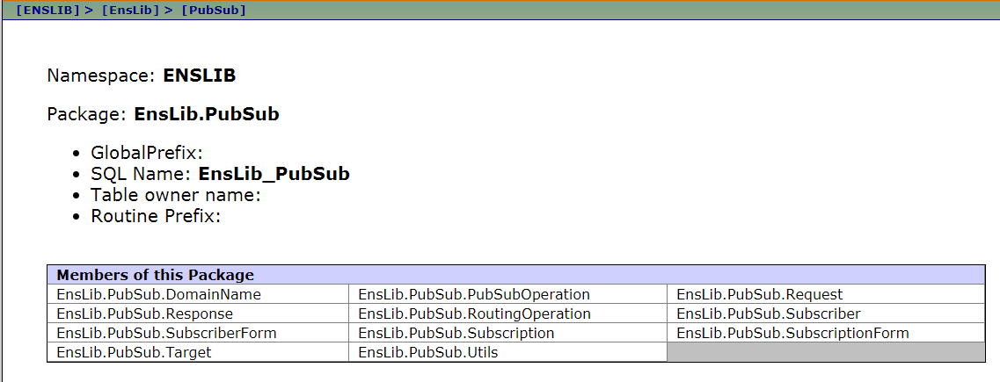 [ENSLIB] > [EnsLib] > [PubSub]
Namespace: ENSLIB
Package: EnsLib.PubSub
• GlobalPrefix:
• SQL Name: EnsLib_PubSub
• Table owner name:
• Routine Prefix:
Members of this Package
EnsLib.PubSub.DomainName EnsLib.PubSub.PubSubOperation EnsLib.PubSub.Request
EnsLib.PubSub.Response EnsLib.PubSub.RoutingOperation EnsLib.PubSub.Subscriber
EnsLib.PubSub.SubscriberForm EnsLib.PubSub.Subscription EnsLib.PubSub.SubscriptionForm
EnsLib.PubSub.Target EnsLib.PubSub.Utils